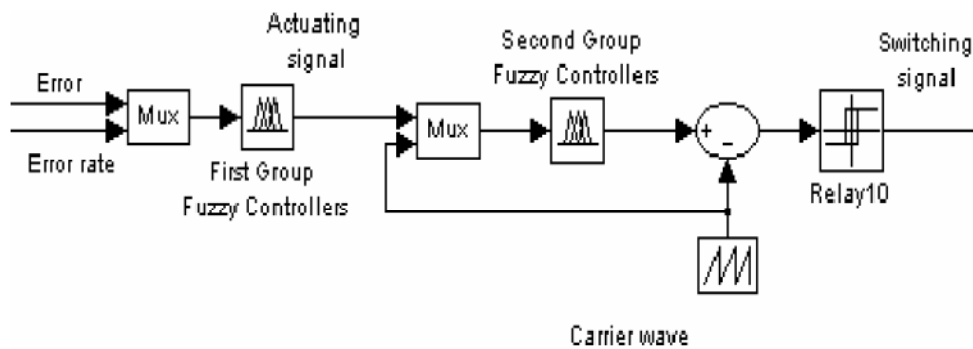 Actuating
signal
Second Group
Fuzzy Controllers
Switching
signal
Error
Mux
Mux
+
-
Error rate
First Group
Fuzzy Controllers
Relay10
Carrier wave